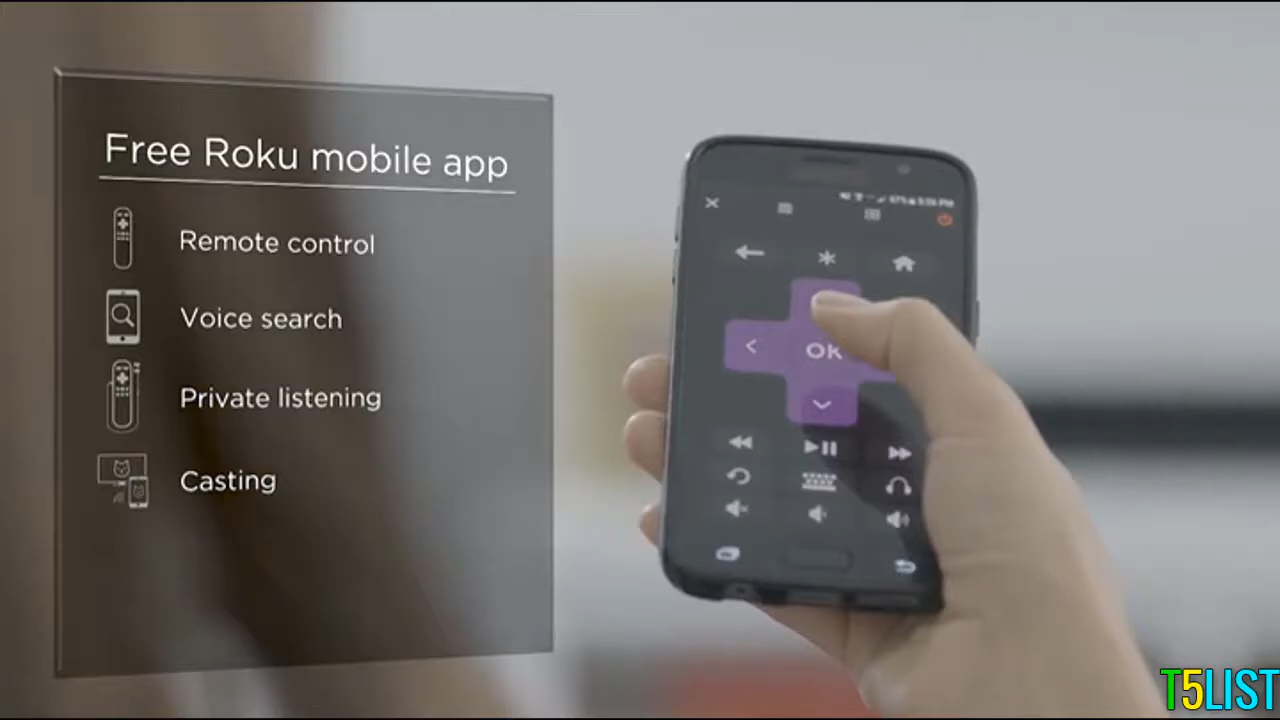 Free Roku mobile app
Remote control
Voice search
Private listening
Casting
OK
T5LIST